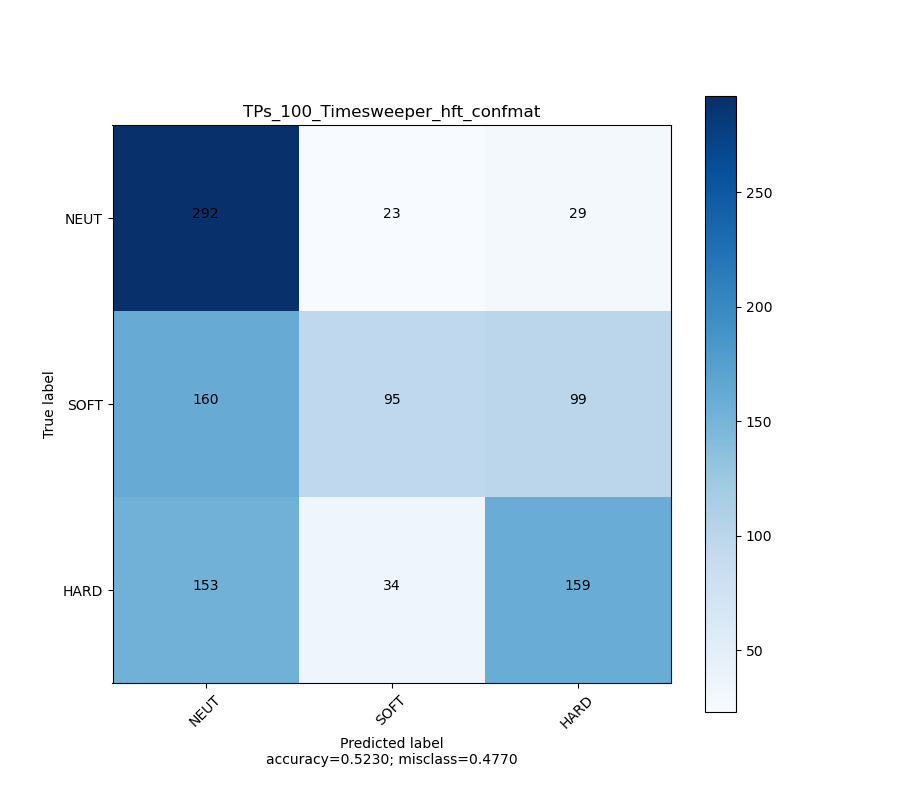 TPs_100_Timesweeper_hft_confmat
NEUT 292 23 29
SOFT 160 95 99
HARD 153 34 159
True label
NEUT SOFT HARD
Predicted label
accuracy=0.5230; misclass=0.4770
250
200
150
100
50